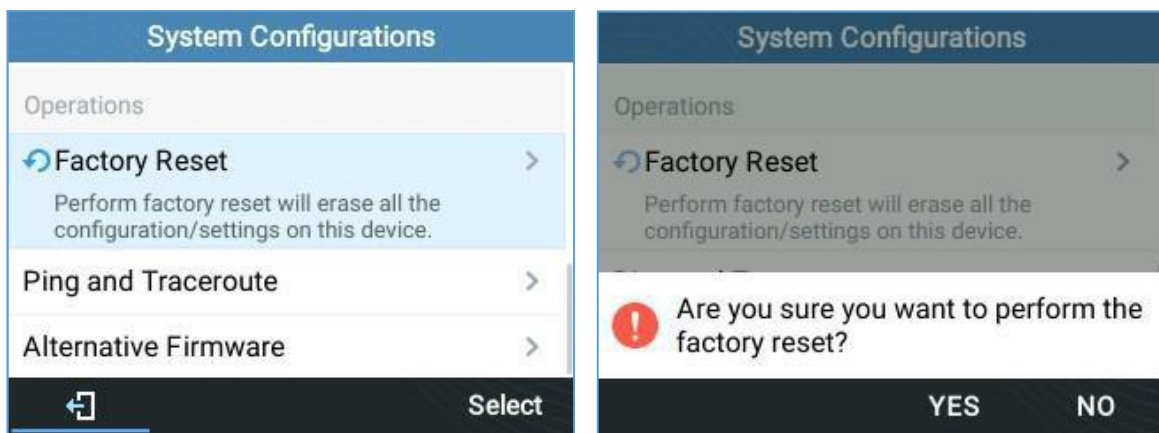 System Configurations
Operations
Factory Reset
Perform factory reset will erase all the
configuration/settings on this device.
Ping and Traceroute
Alternative Firmware
Select
System Configurations
Operations
Factory Reset
Perform factory reset will erase all the
configuration/settings on this device.
Are you sure you want to perform the
factory reset?
YES NO